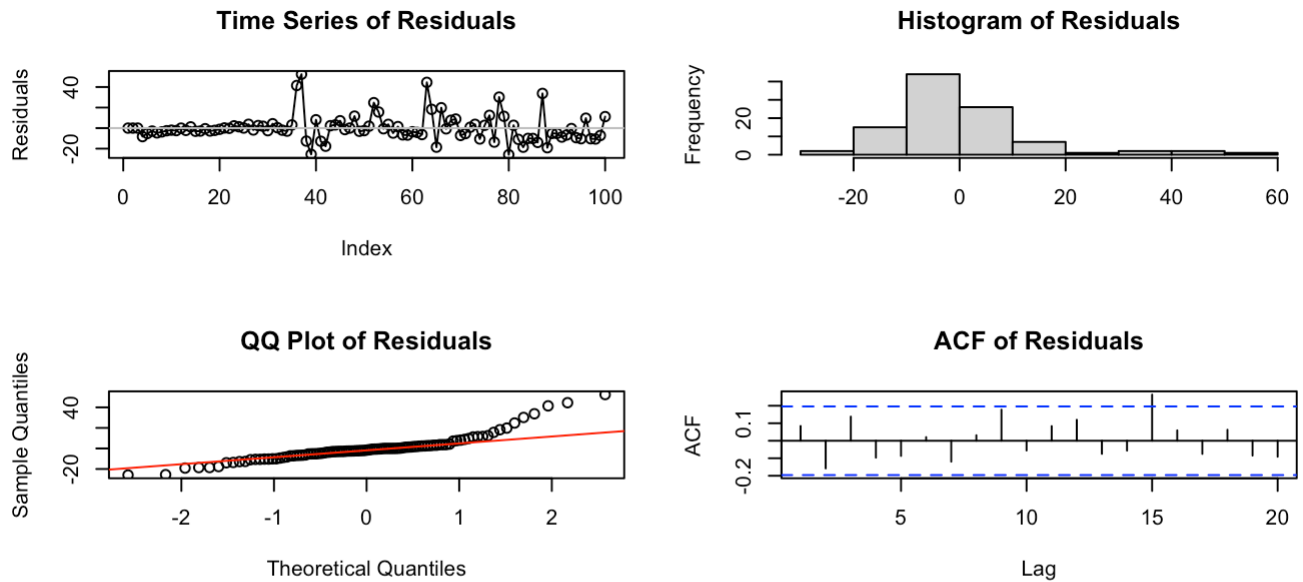 Time Series of Residuals
Residuals
-20 40
0 20 40 60 80 100
Index
Histogram of Residuals
Frequency
0 20
-20 0 20 40 60
QQ Plot of Residuals
Sample Quantiles
-20 40
-2 -1 0 1 2
Theoretical Quantiles
ACF of Residuals
ACF
-0.2 0.1
5 10 15 20
Lag